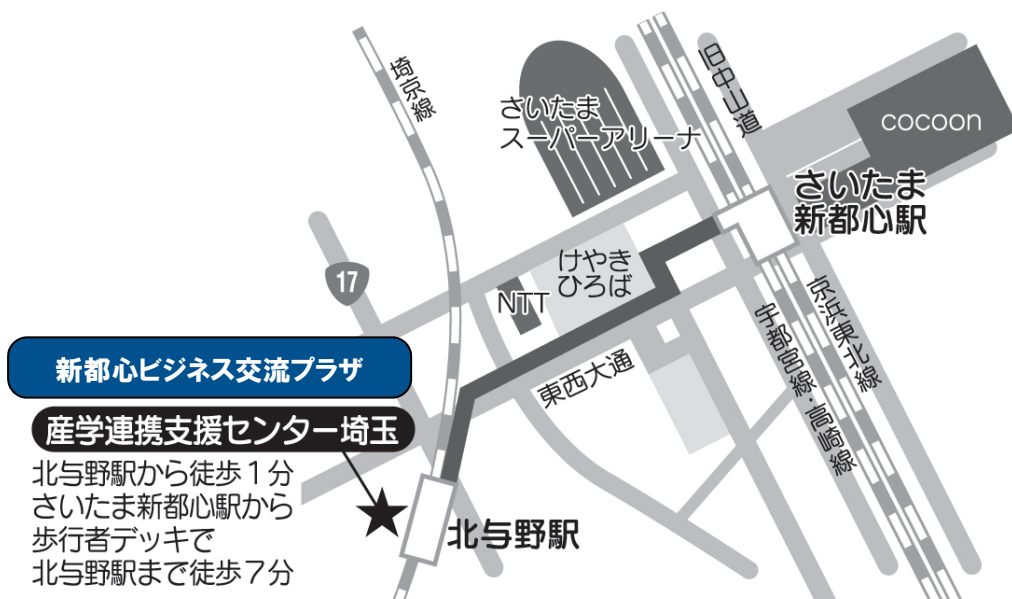 埼京線
さいたま
スーパーアリーナ
旧中山道
cocoon
さいたま
新都心駅
17
けやき
ひろば
NTT
京浜東北線
宇都宮線・高崎線
東西大通
新都心ビジネス交流プラザ
産学連携支援センター埼玉
北与野駅から徒歩1分
さいたま新都心駅から
歩行者デッキで
北与野駅まで徒歩7分
北与野駅